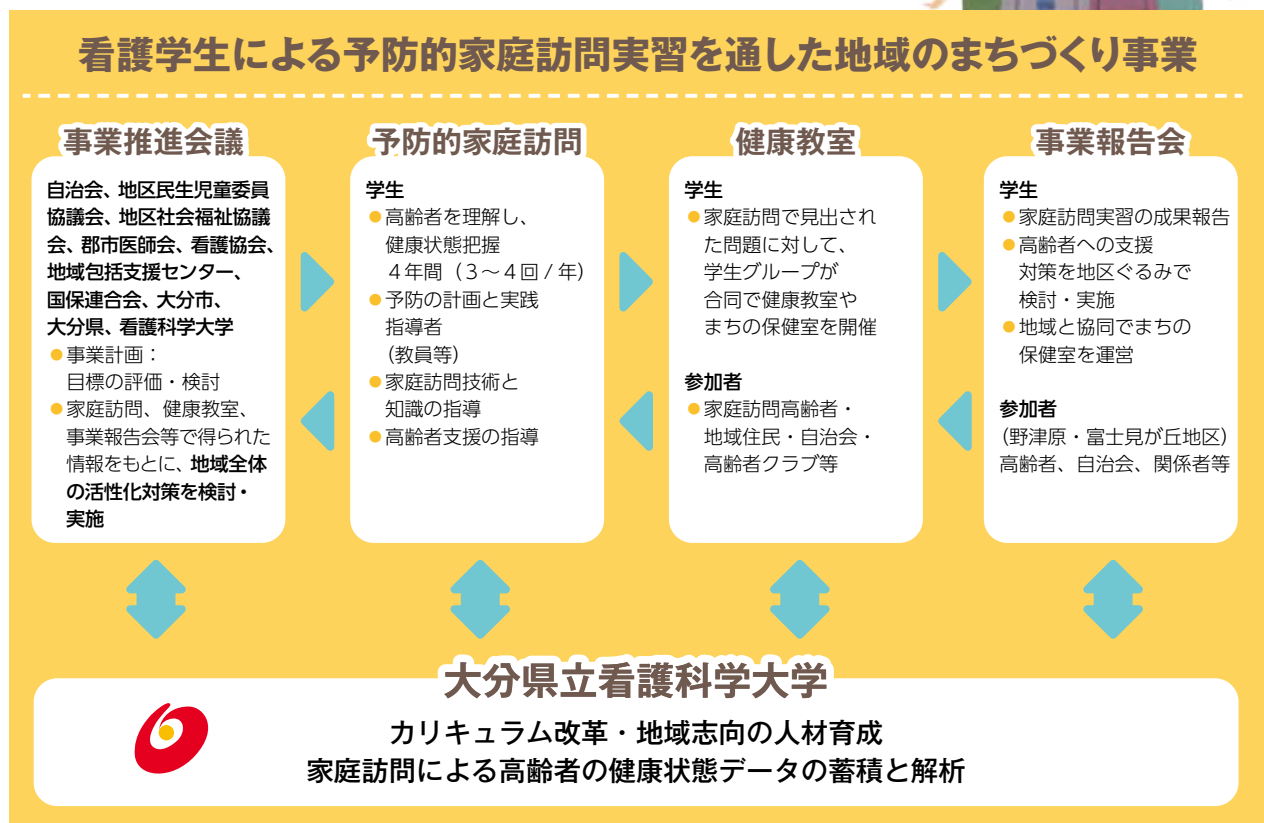 看護学生による予防的家庭訪問実習を通した地域のまちづくり事業
事業推進会議
自治会、地区民生児童委員
協議会、地区社会福祉協議
会、郡市医師会、看護協会、
地域包括支援センター、
国保連合会、大分市、
大分県、看護科学大学
●事業計画：
目標の評価・検討
●家庭訪問、健康教室、
事業報告会等で得られた
情報をもとに、地域全体
の活性化対策を検討・
実施
予防的家庭訪問
学生
●高齢者を理解し、
健康状態把握
４年間（３～４回 / 年）
●予防の計画と実践
指導者
（教員等）
●家庭訪問技術と
知識の指導
●高齢者支援の指導
健康教室
学生
●家庭訪問で見出され
た問題に対して、
学生グループが
合同で健康教室や
まちの保健室を開催
参加者
●家庭訪問高齢者・
地域住民・自治会・
高齢者クラブ等
事業報告会
学生
●家庭訪問実習の成果報告
●高齢者への支援
対策を地区ぐるみで
検討・実施
●地域と協同でまちの
保健室を運営
参加者
（野津原・富士見が丘地区）
高齢者、自治会、関係者等
大分県立看護科学大学
カリキュラム改革・地域志向の人材育成
家庭訪問による高齢者の健康状態データの蓄積と解析